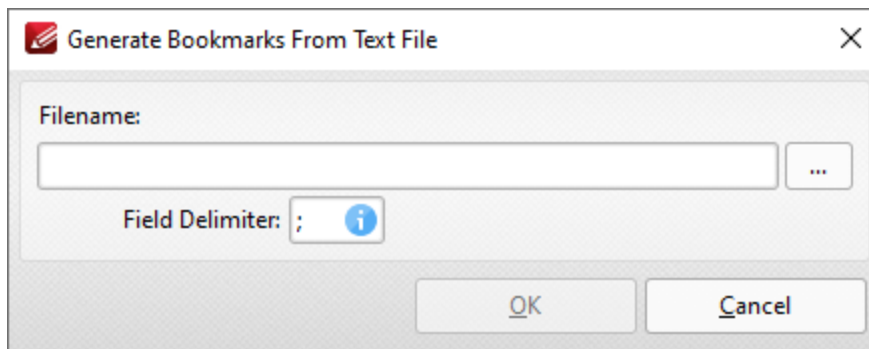 Generate Bookmarks From Text File
Filename:
...
Field Delimiter: ;
OK
Cancel